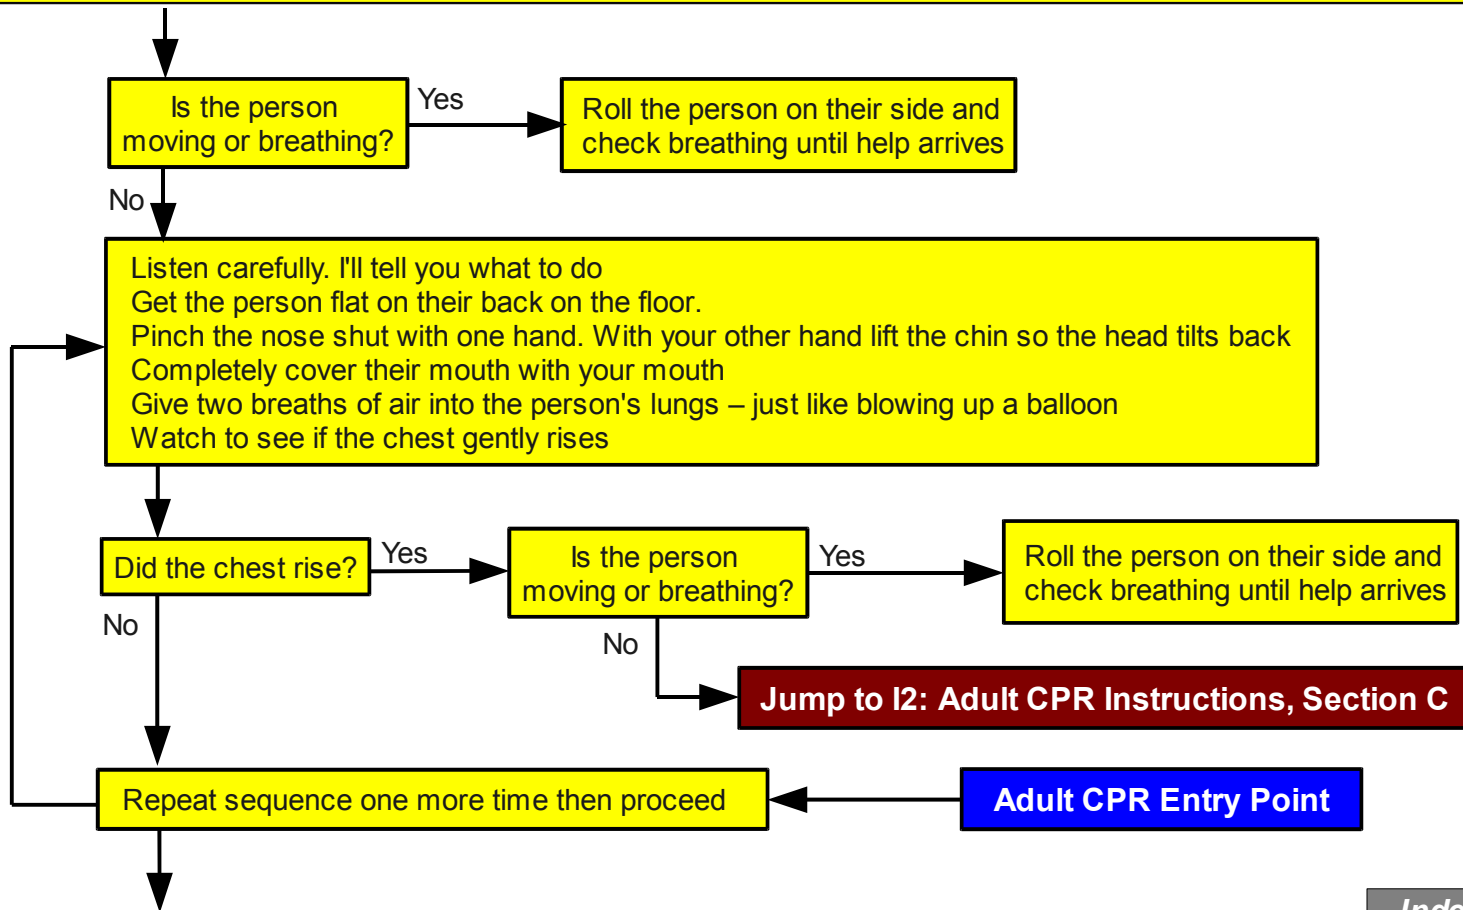 Is the person
moving or breathing?
Yes
Roll the person on their side and
check breathing until help arrives
No
Listen carefully. I'll tell you what to do
Get the person flat on their back on the floor.
Pinch the nose shut with one hand. With your other hand lift the chin so the head tilts back
Completely cover their mouth with your mouth
Give two breaths of air into the person's lungs – just like blowing up a balloon
Watch to see if the chest gently rises
Did the chest rise?
Yes
Is the person
moving or breathing?
Yes
Roll the person on their side and
check breathing until help arrives
No
No
Jump to I2: Adult CPR Instructions, Section C
Repeat sequence one more time then proceed
Adult CPR Entry Point